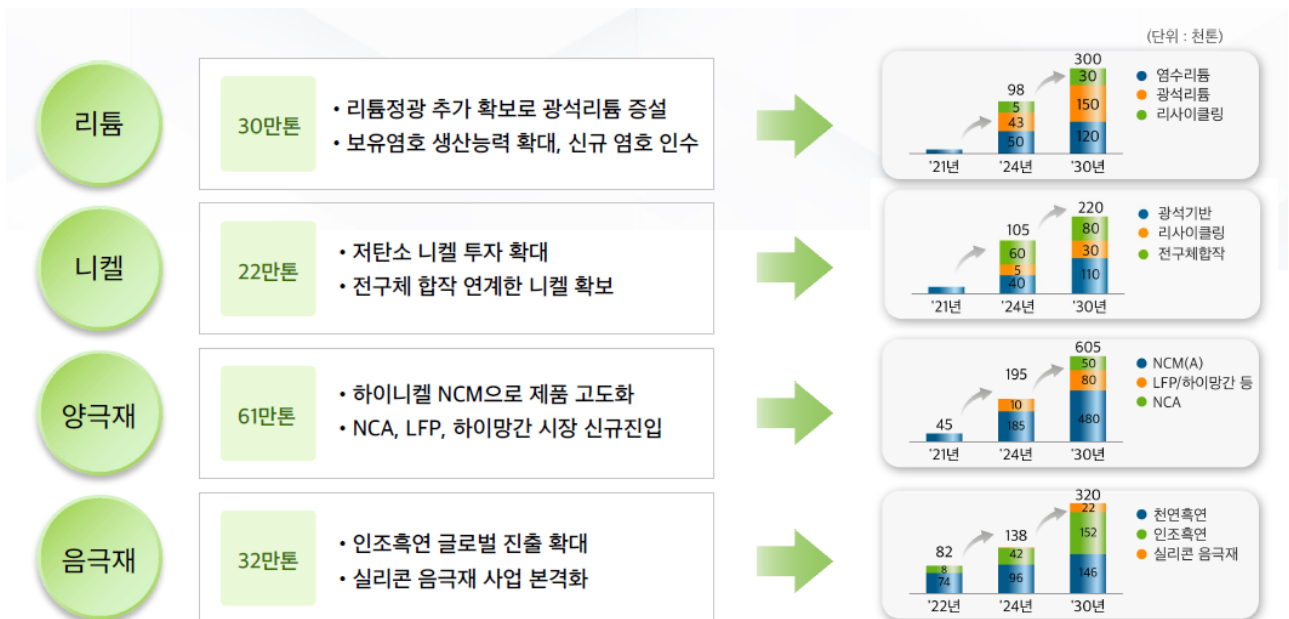 (단위 : 천톤)
리튬
30만톤
• 리튬정광 추가 확보로 광석리튬 증설
• 보유염호 생산능력 확대, 신규 염호 인수
300
30
150
120
98
5
43
50
'21년 '24년 '30년
염수리튬
광석리튬
리사이클링
니켈
22만톤
• 저탄소 니켈 투자 확대
• 전구체 합작 연계한 니켈 확보
220
80
30
110
105
60
5
40
'21년 '24년 '30년
광석기반
리사이클링
전구체합작
양극재
61만톤
• 하이니켈 NCM으로 제품 고도화
• NCA, LFP, 하이망간 시장 신규진입
605
50
80
480
195
10
185
45
'21년 '24년 '30년
NCM(A)
LFP/하이망간 등
NCA
음극재
32만톤
• 인조흑연 글로벌 진출 확대
• 실리콘 음극재 사업 본격화
320
22
152
146
138
42
96
82
8
74
'22년 '24년 '30년
천연흑연
인조흑연
실리콘 음극재